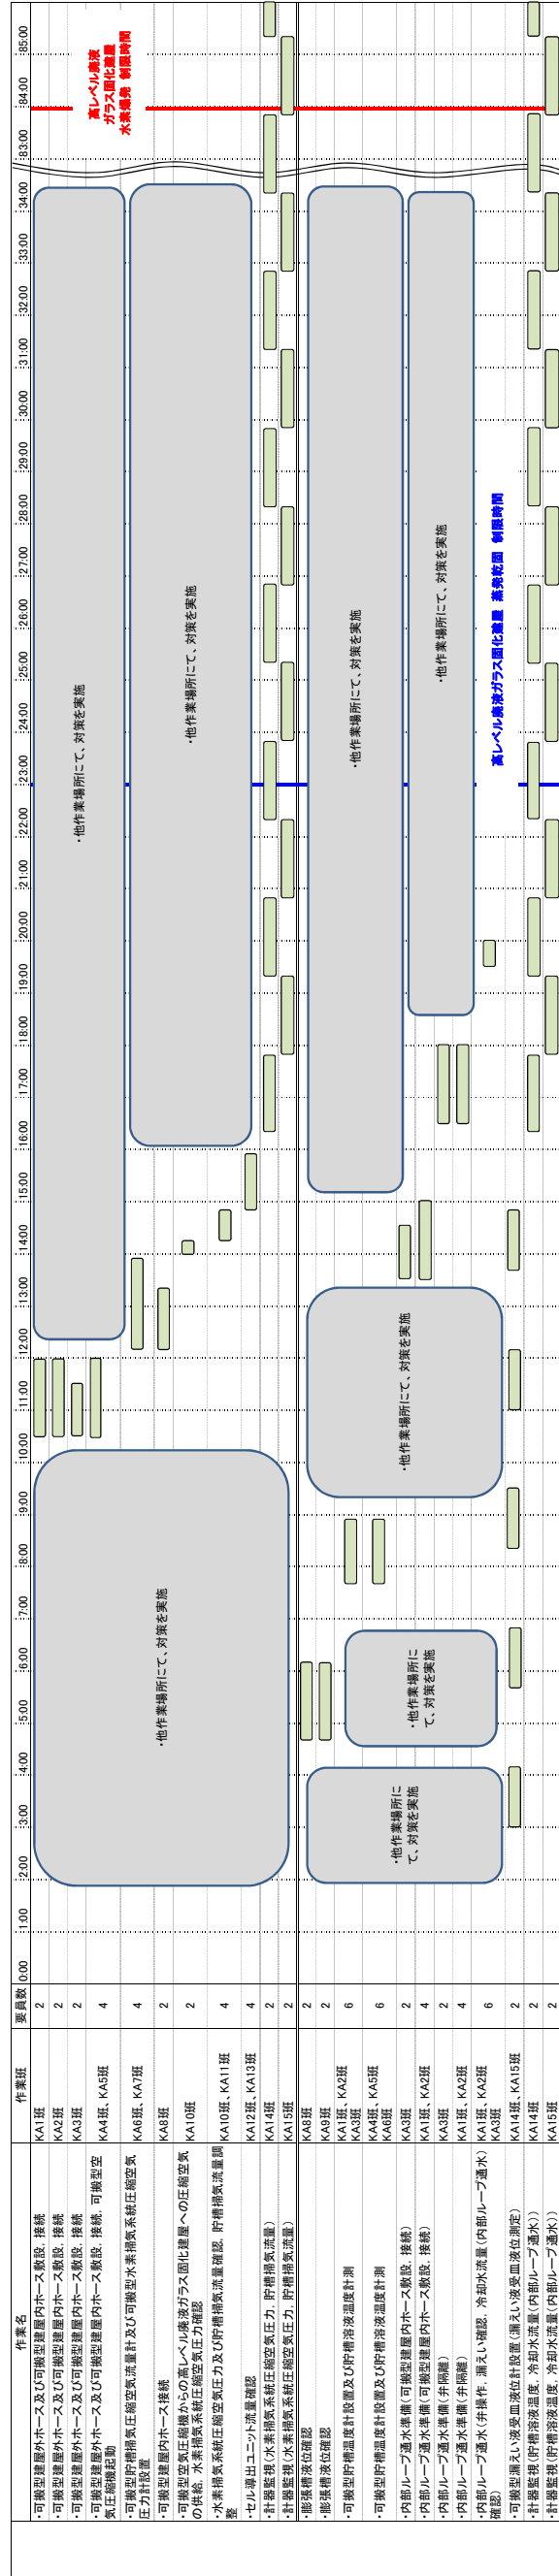 作業名
作業班
要員数
0:00
1:00
2:00
3:00
4:00
5:00
6:00
7:00
8:00
9:00
10:00
11:00
12:00
13:00
14:00
15:00
16:00
17:00
18:00
19:00
20:00
21:00
22:00
23:00
24:00
25:00
26:00
27:00
28:00
29:00
30:00
31:00
32:00
33:00
34:00
83:00
84:00
85:00
・可搬型建屋外ホース及び可搬型建屋内ホース敷設, 接続
KA1班
2
・可搬型建屋外ホース及び可搬型建屋内ホース敷設, 接続
KA2班
2
・可搬型建屋外ホース及び可搬型建屋内ホース敷設, 接続
KA3班
2
・可搬型建屋外ホース及び可搬型建屋内ホース敷設, 接続, 可搬型空
気圧縮機起動
KA4班、KA5班
4
・可搬型貯槽掃気圧縮空気流量計及び可搬型水素掃気系統圧縮空気
圧力計設置
KA6班、KA7班
4
・可搬型建屋内ホース接続
KA8班
2
・可搬型空気圧縮機からの高レベル廃液ガラス固化建屋への圧縮空気
の供給, 水素掃気系統圧縮空気圧力確認
KA10班
2
・水素掃気系統圧縮空気圧力及び貯槽掃気流量確認, 貯槽掃気流量調
整
KA10班、KA11班
4
・セル導出ユニット流量確認
KA12班、KA13班
4
・計器監視(水素掃気系統圧縮空気圧力, 貯槽掃気流量)
KA14班
2
・計器監視(水素掃気系統圧縮空気圧力, 貯槽掃気流量)
KA15班
2
・他作業場所にて、対策を実施
・他作業場所にて、対策を実施
・他作業場所にて、対策を実施
高レベル廃液
ガラス固化建屋
水素爆発 制限時間
・膨張槽液位確認
KA8班
2
・膨張槽液位確認
KA9班
2
・可搬型貯槽温度計設置及び貯槽溶液温度計測
KA1班、KA2班
KA3班
6
・可搬型貯槽温度計設置及び貯槽溶液温度計測
KA4班、KA5班
KA6班
6
・内部ループ通水準備(可搬型建屋内ホース敷設, 接続)
KA3班
2
・内部ループ通水準備(可搬型建屋内ホース敷設, 接続)
KA1班、KA2班
4
・内部ループ通水準備(弁隔離)
KA3班
2
・内部ループ通水準備(弁隔離)
KA1班、KA2班
4
・内部ループ通水(弁操作, 漏えい確認, 冷却水流量(内部ループ通水)
確認)
KA1班、KA2班
KA3班
6
・可搬型漏えい液受皿液位計設置(漏えい液受皿液位測定)
KA14班、KA15班
2
・計器監視(貯槽溶液温度, 冷却水流量(内部ループ通水))
KA14班
2
・計器監視(貯槽溶液温度, 冷却水流量(内部ループ通水))
KA15班
2
・他作業場所に
て、対策を実施
・他作業場所に
て、対策を実施
・他作業場所にて、対策を実施
・他作業場所にて、対策を実施
・他作業場所にて、対策を実施
高レベル廃液ガラス固化建屋 蒸発乾固 制限時間